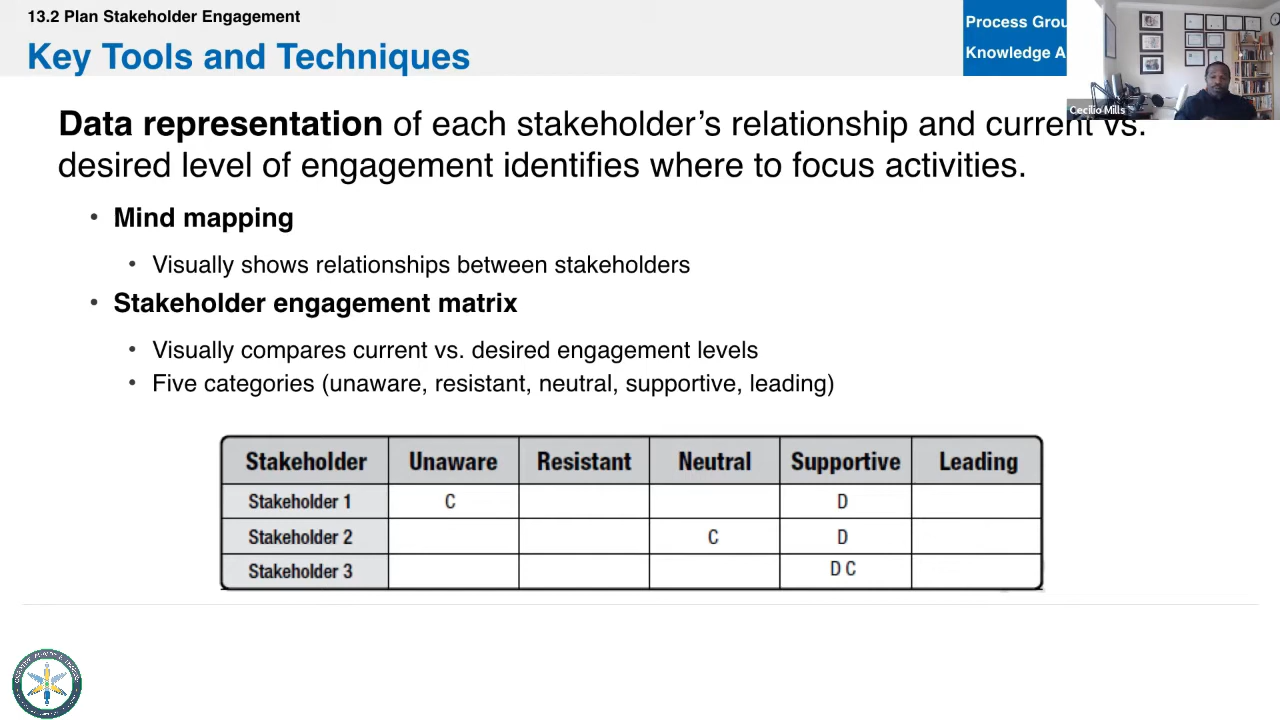 13.2 Plan Stakeholder Engagement
Key Tools and Techniques
Process Grou
Knowledge A
Cecilio Mills
Data representation of each stakeholder's relationship and current vs.
desired level of engagement identifies where to focus activities.
• Mind mapping
• Visually shows relationships between stakeholders
• Stakeholder engagement matrix
• Visually compares current vs. desired engagement levels
• Five categories (unaware, resistant, neutral, supportive, leading)
Stakeholder Unaware Resistant Neutral Supportive Leading
Stakeholder 1 C D
Stakeholder 2 C D
Stakeholder 3 D C